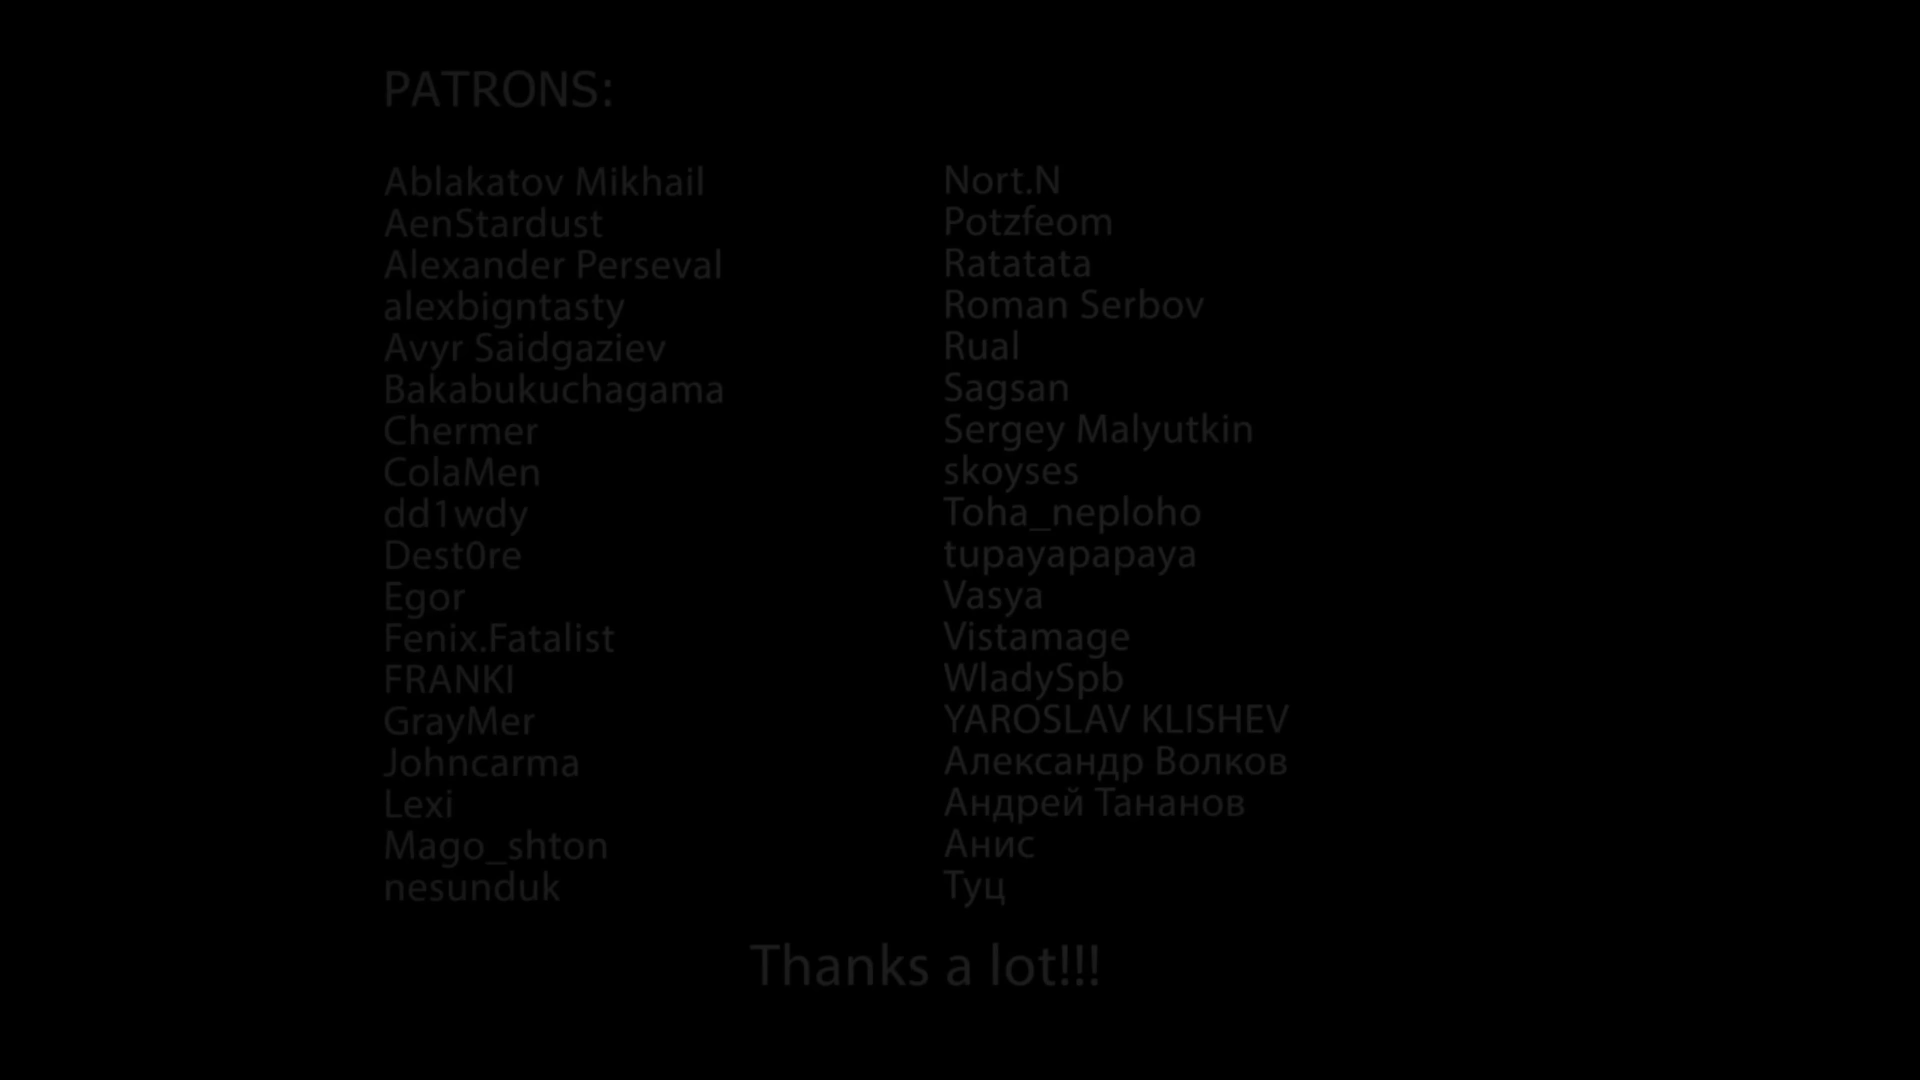 PATRONS:
Ablakatov Mikhail
AenStardust
Alexander Perseval
alexbigntasty
Avyr Saidgaziev
Bakabukuchagama
Chermer
ColaMen
dd1wdy
Dest0re
Egor
Fenix.Fatalist
FRANKI
GrayMer
Johncarma
Lexi
Mago_shton
nesunduk
Nort.N
Potzfeom
Ratatata
Roman Serbov
Rual
Sagsan
Sergey Malyutkin
skoyses
Toha_neploho
tupayapapaya
Vasya
Vistamage
WladySpb
YAROSLAV KLISHEV
Александр Волков
Андрей Тананов
Анис
Туц
Thanks a lot!!!